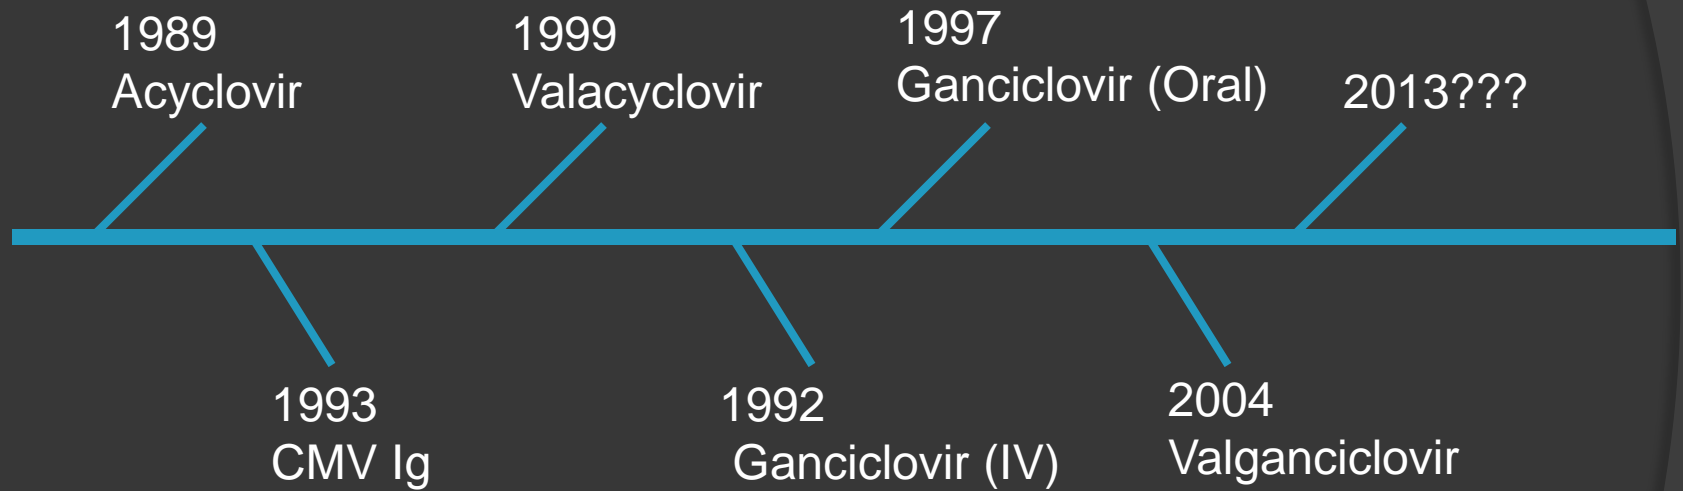 1989
Acyclovir
1999
Valacyclovir
1997
Ganciclovir (Oral)
2013???
1993
CMV Ig
1992
Ganciclovir (IV)
2004
Valganciclovir